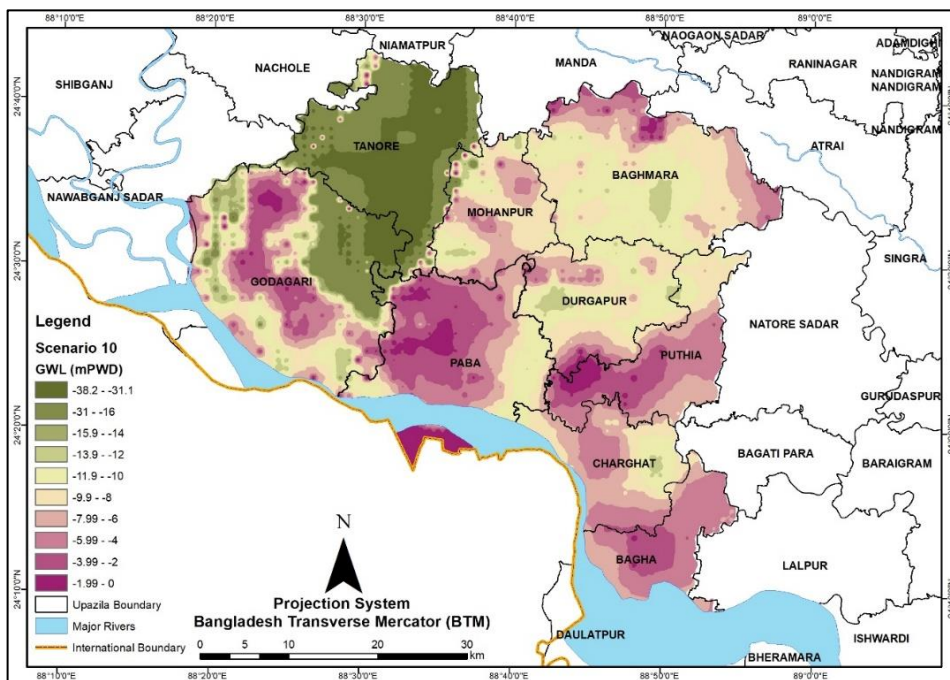 88°10'0"E
88°20'0"E
88°30'0"E
88°40'0"E
88°50'0"E
89°0'0"E
NIAMATPUR
NAOGAON SADAR
ADAMDIGHI
NACHOLE
MANDA
RANINAGAR
SHIBGANJ
NANDIGRAM
NANDIGRAM
24°40'0"N
NANDIGRAM
TANORE
ATRAI
BAGHMARA
NAWABGANJ SADAR
MOHANPUR
24°30'0"N
SINGRA
GODAGARI
DURGAPUR
NATORE SADAR
Legend
Scenario 10
GWL (mPWD)
PABA
PUTHIA
-38.2 - -31.1
-31 - -16
GURUDASPUR
-15.9 - -14
24°20'0"N
-13.9 - -12
-11.9 - -10
CHARGHAT
BAGATI PARA
BARAIGRAM
-9.9 - -8
-7.99 - -6
-5.99 - -4
N
-3.99 - -2
BAGHA
-1.99 - 0
LALPUR
24°10'0"N
Upazila Boundary
Projection System
Major Rivers
Bangladesh Transverse Mercator (BTM)
DAULATPUR
ISHWARDI
International Boundary
0 5 10 20 30
km
BHERAMARA
88°10'0"E
88°20'0"E
88°30'0"E
88°40'0"E
88°50'0"E
89°0'0"E